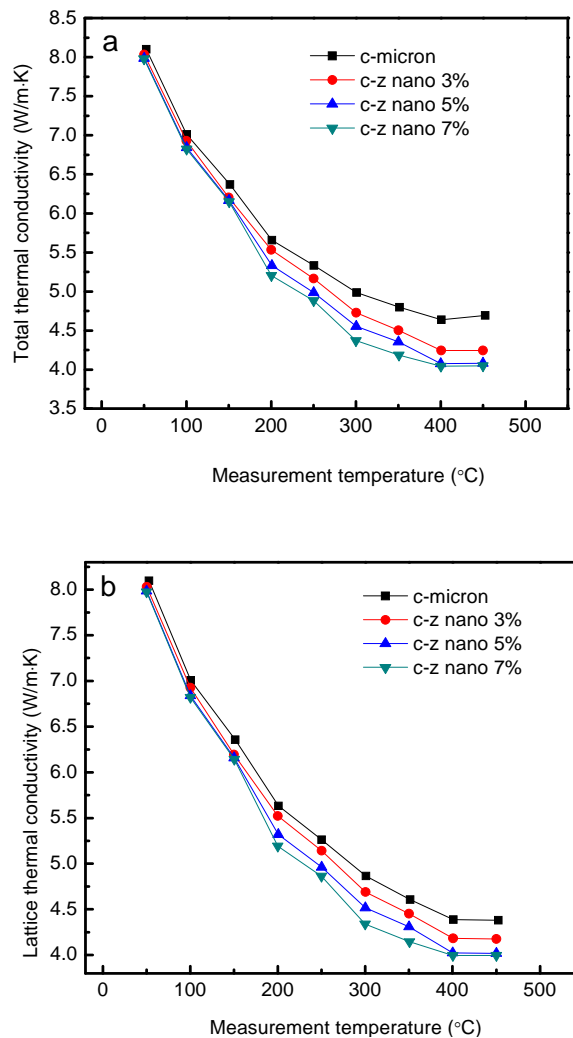 a
c-micron
c-z nano 3%
c-z nano 5%
c-z nano 7%
8.5
8.0
7.5
7.0
6.5
6.0
5.5
5.0
4.5
4.0
3.5
Total thermal conductivity (W/m·K)
0 100 200 300 400 500
Measurement temperature (°C)
b
c-micron
c-z nano 3%
c-z nano 5%
c-z nano 7%
8.0
7.5
7.0
6.5
6.0
5.5
5.0
4.5
4.0
Lattice thermal conductivity (W/m·K)
0 100 200 300 400 500
Measurement temperature (°C)